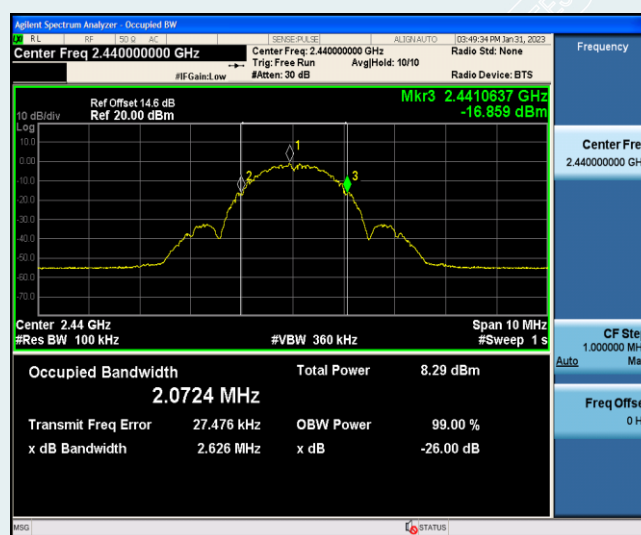 Agilent Spectrum Analyzer - Occupied BW
RL RF 50 Ω AC SENSE:PULSE ALIGNAUTO 03:49:34 PM Jan 31, 2023
Center Freq 2.440000000 GHz
Center Freq: 2.440000000 GHz Radio Std: None
Trig: Free Run Avg|Hold: 10/10
#IFGain:Low #Atten: 30 dB Radio Device: BTS
Frequency
Mkr3 2.4410637 GHz
-16.859 dBm
Ref Offset 14.6 dB
10 dB/div Ref 20.00 dBm
Log
10.0
0.00
-10.0
-20.0
-30.0
-40.0
-50.0
-60.0
-70.0
1
2
3
Center 2.44 GHz Span 10 MHz
#Res BW 100 kHz #VBW 360 kHz #Sweep 1 s
Occupied Bandwidth Total Power 8.29 dBm
2.0724 MHz
Transmit Freq Error 27.476 kHz OBW Power 99.00 %
x dB Bandwidth 2.626 MHz x dB -26.00 dB
Center Fre
2.440000000 GH
CF Ste
1.000000 MH
Auto Ma
Freq Offse
0 H
MSG STATUS